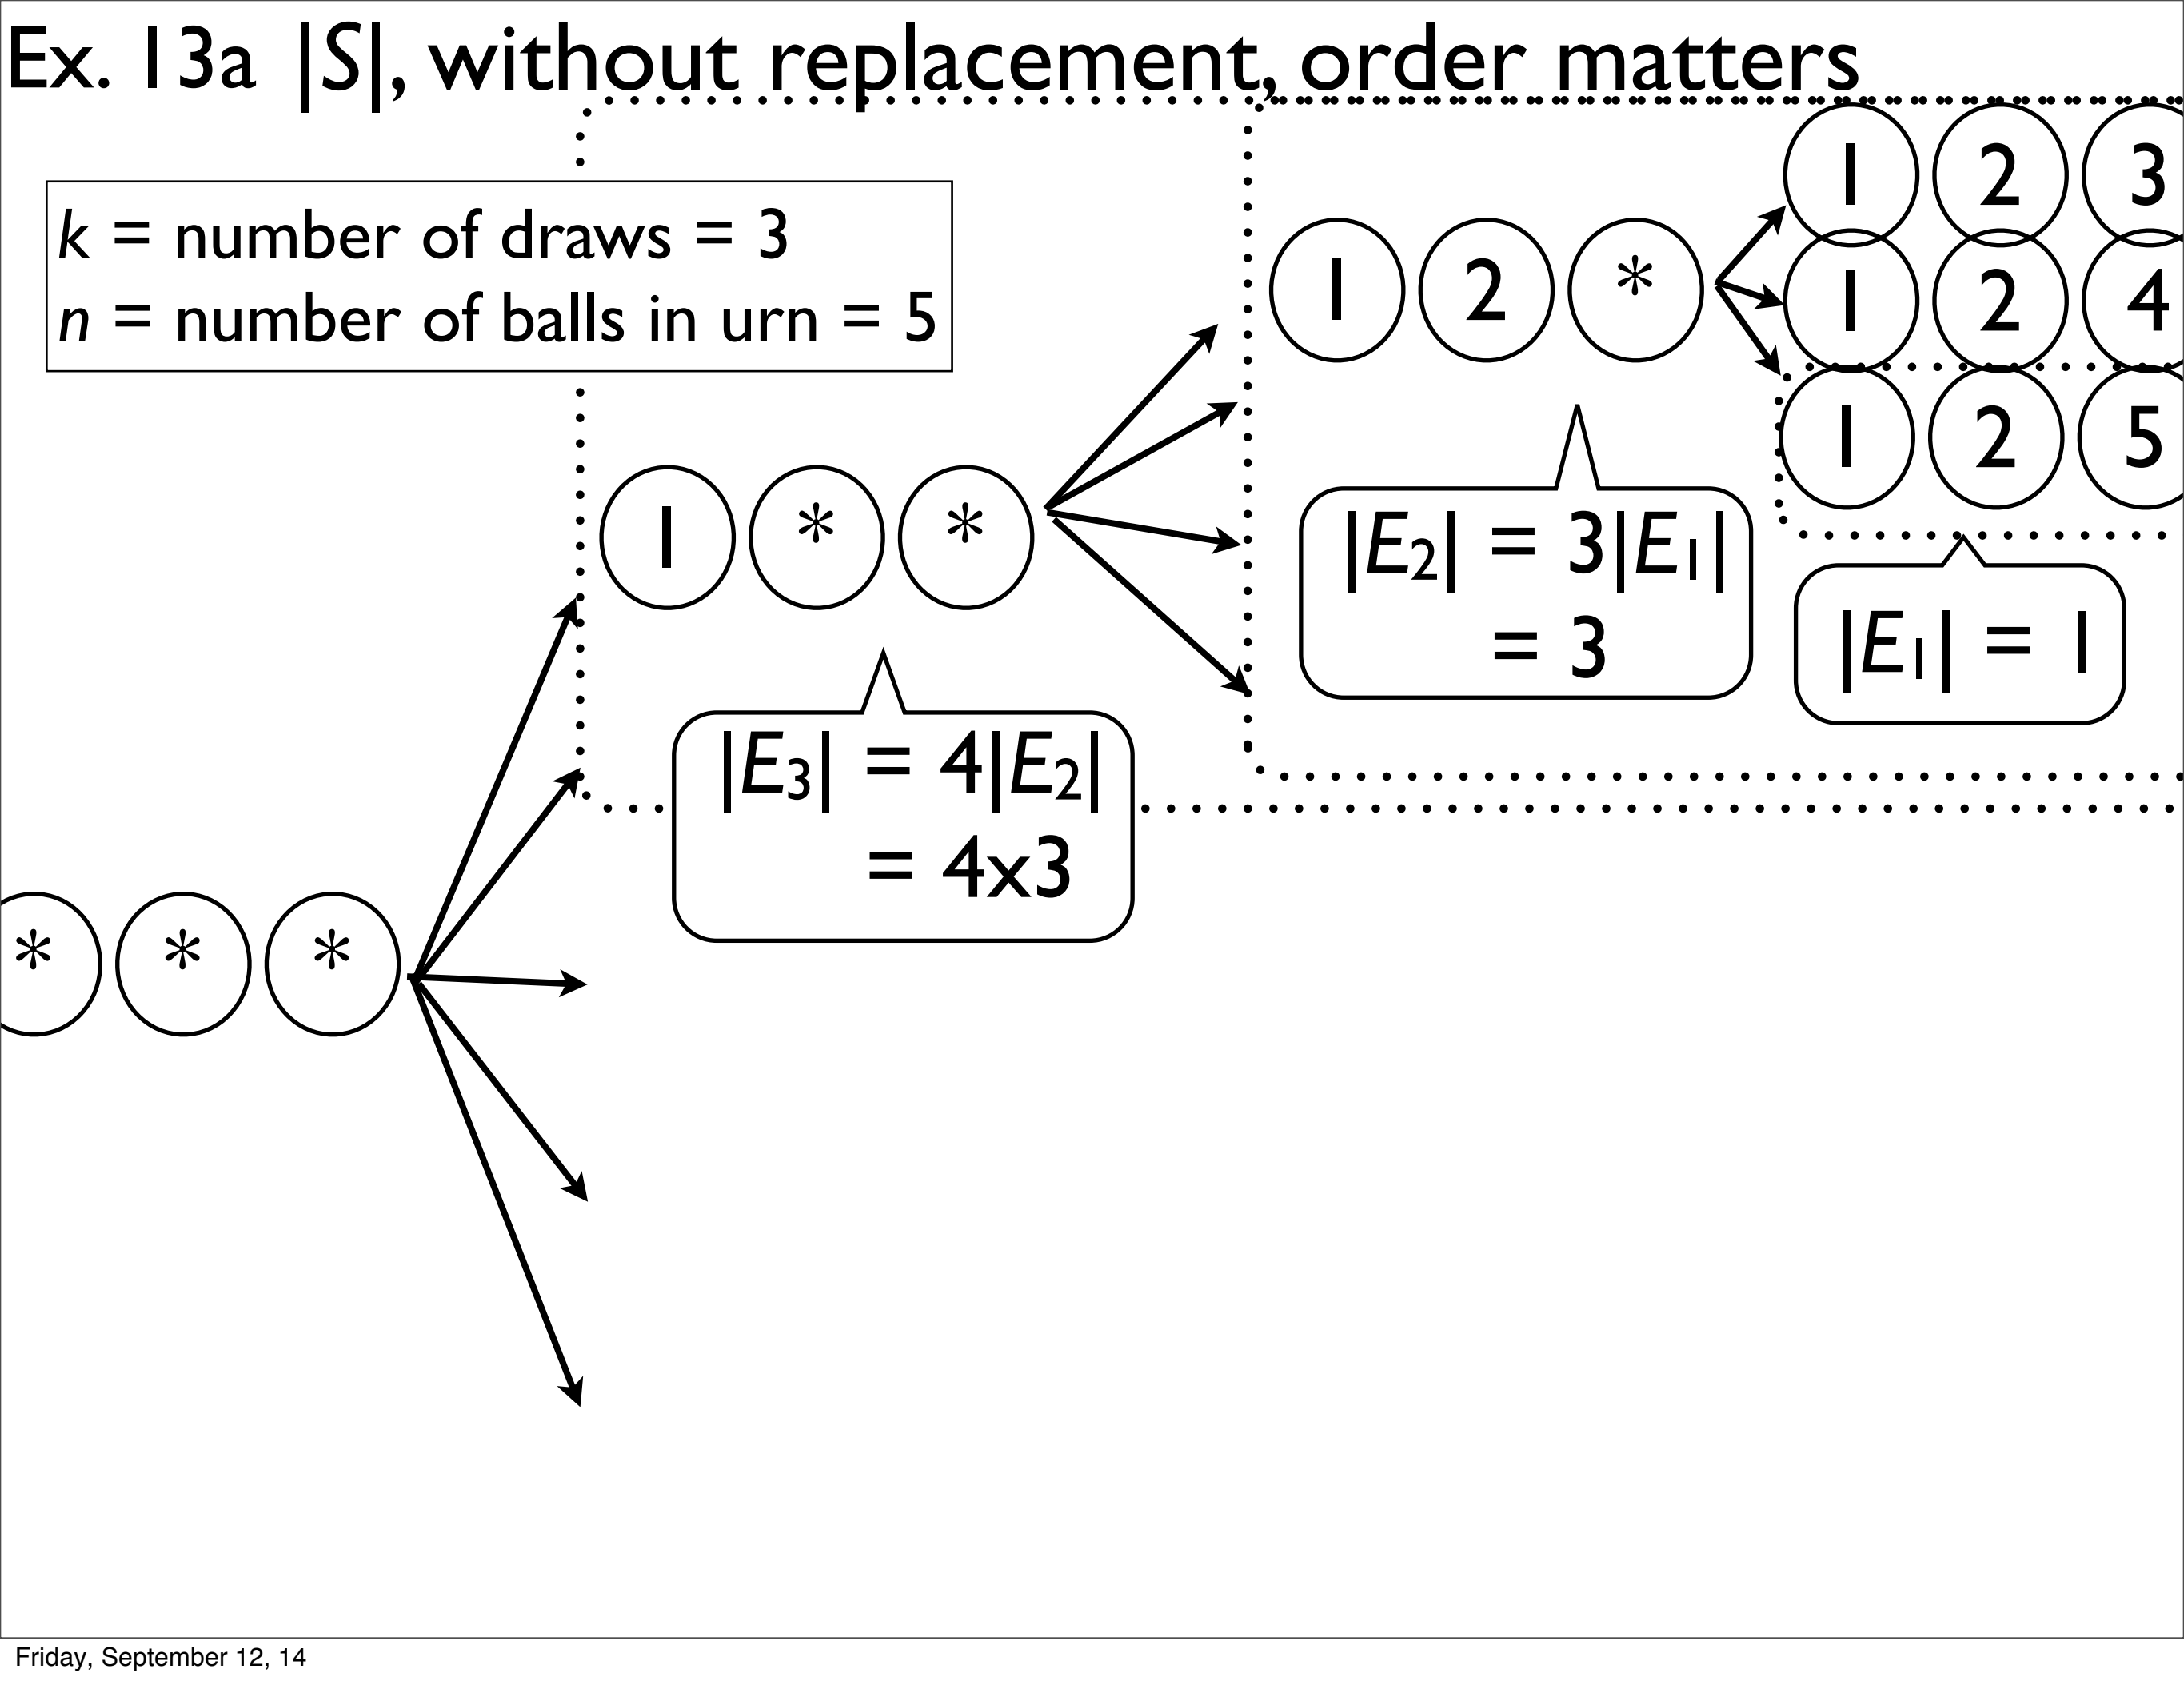 Ex. 13a |S|, without replacement, order matters
k = number of draws = 3
n = number of balls in urn = 5
1 2 3
1 2 *
1 2 4
1 2 5
1 * *
|E2| = 3|E1|
= 3
|E1| = 1
|E3| = 4|E2|
= 4x3
* * *
Friday, September 12, 14